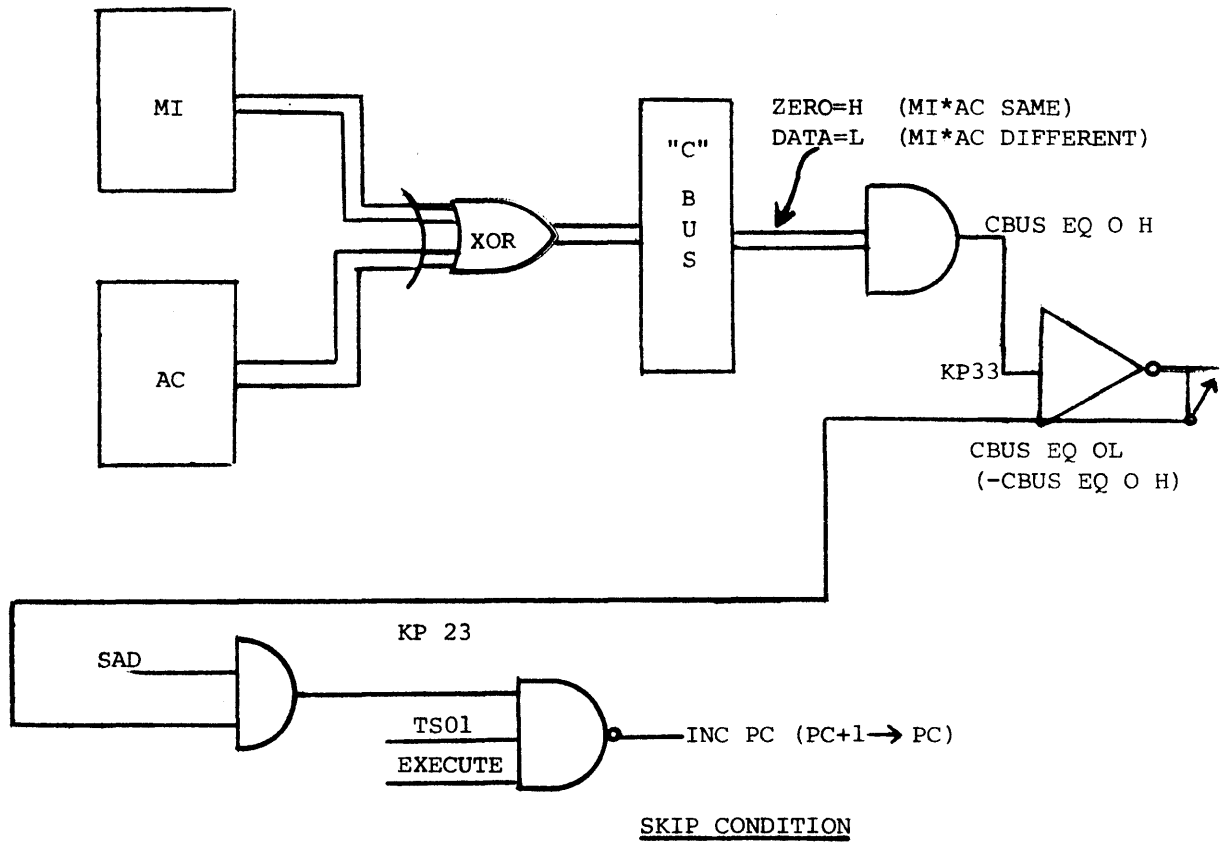 MI
ZERO=H (MI*AC SAME)
DATA=L (MI*AC DIFFERENT)
"C"
B
U
S
XOR
CBUS EQ O H
AC
KP33
CBUS EQ OL
(-CBUS EQ O H)
KP 23
SAD
TS01
EXECUTE
INC PC (PC+1→ PC)
SKIP CONDITION